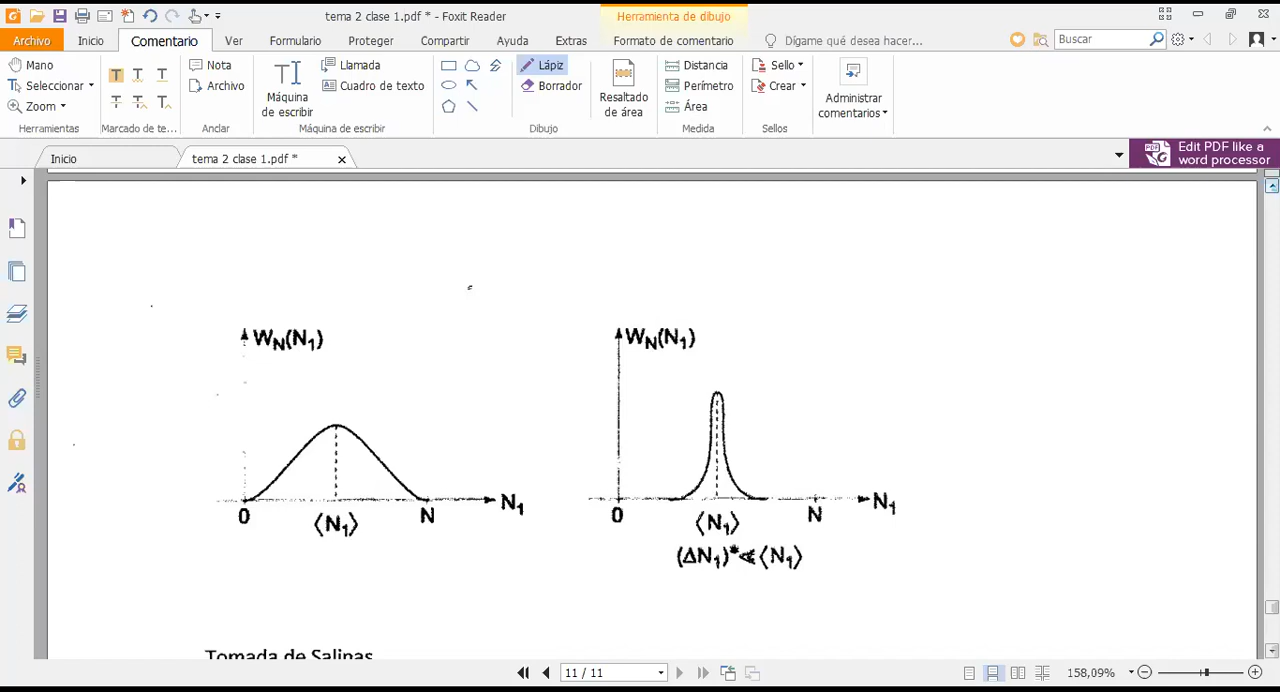 tema 2 clase 1.pdf * - Foxit Reader
Herramienta de dibujo
Archivo Inicio Comentario Ver Formulario Proteger Compartir Ayuda Extras Formato de comentario Dígame qué desea hacer... Buscar
Mano
Seleccionar
Zoom
Herramientas
Marcado de te...
Nota
Archivo
Anclar
Máquina de escribir
Llamada
Cuadro de texto
Máquina de escribir
Lápiz
Borrador
Dibujo
Resaltado de área
Distancia
Perímetro
Área
Medida
Sello
Crear
Sellos
Administrar comentarios
Inicio
tema 2 clase 1.pdf *
Edit PDF like a
word processor
W_N(N_1)
0
⟨N_1⟩
N
N_1
W_N(N_1)
0
⟨N_1⟩
N
N_1
(ΔN_1)*≪⟨N_1⟩
Tomada de Salinas
11 / 11
158,09%